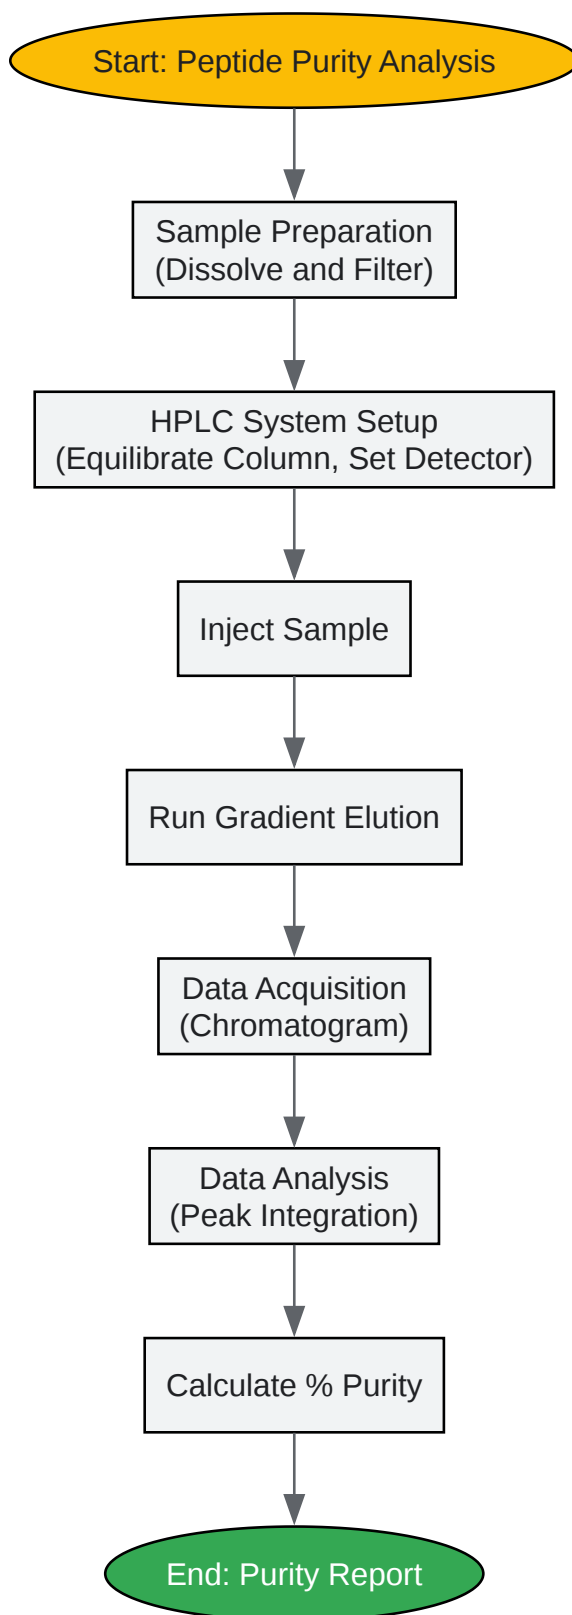 Start: Peptide Purity Analysis
Sample Preparation
(Dissolve and Filter)
HPLC System Setup
(Equilibrate Column, Set Detector)
Inject Sample
Run Gradient Elution
Data Acquisition
(Chromatogram)
Data Analysis
(Peak Integration)
Calculate % Purity
End: Purity Report